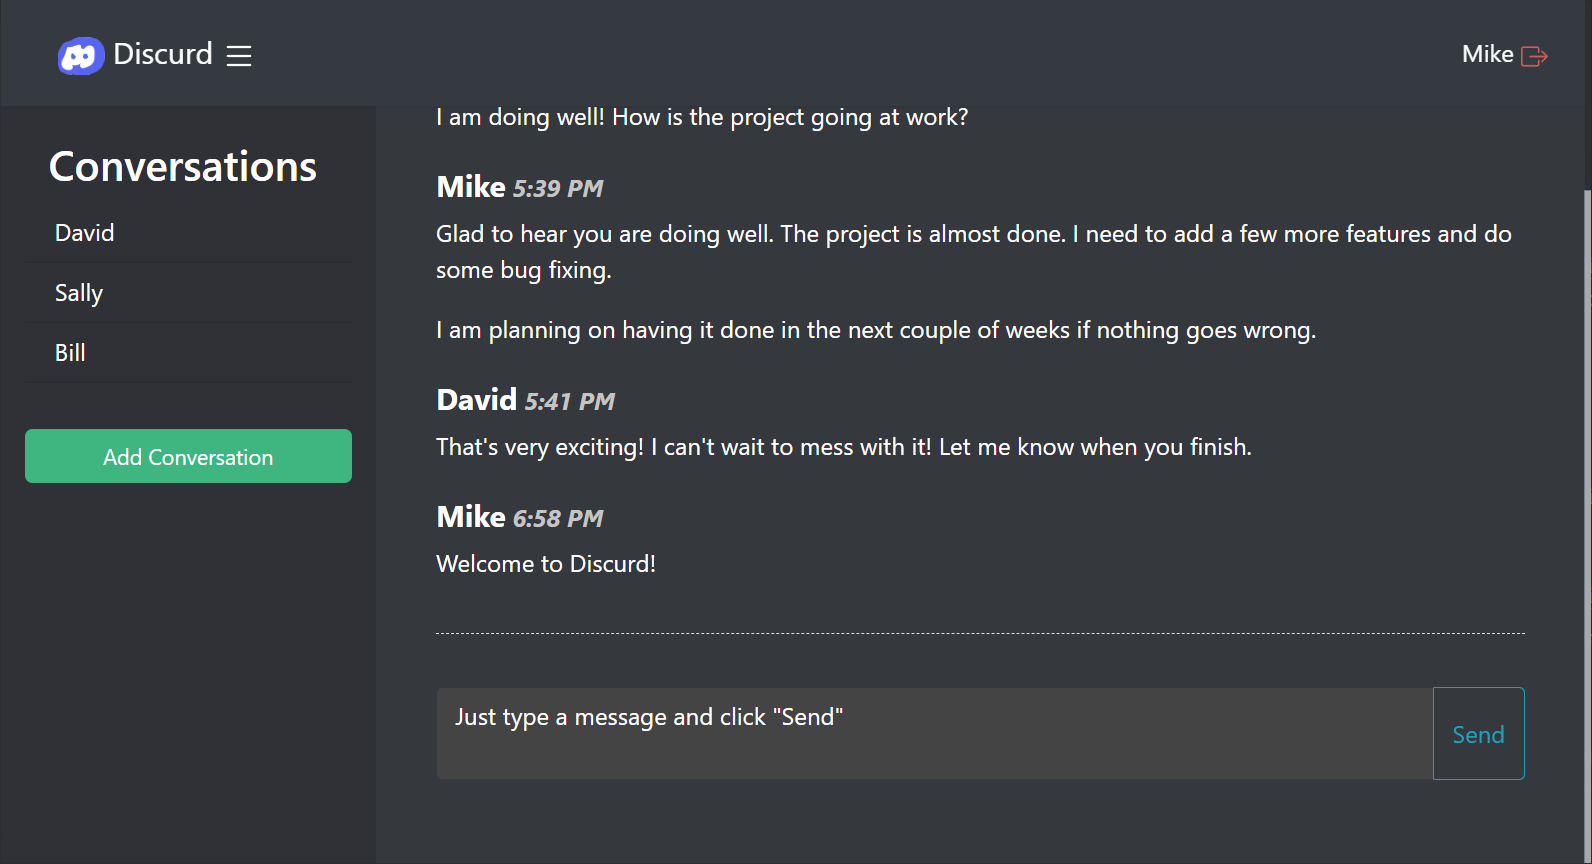 Discurd
Mike
Conversations
David
Sally
Bill
Add Conversation
I am doing well! How is the project going at work?
Mike 5:39 PM
Glad to hear you are doing well. The project is almost done. I need to add a few more features and do
some bug fixing.
I am planning on having it done in the next couple of weeks if nothing goes wrong.
David 5:41 PM
That's very exciting! I can't wait to mess with it! Let me know when you finish.
Mike 6:58 PM
Welcome to Discurd!
Just type a message and click "Send"
Send